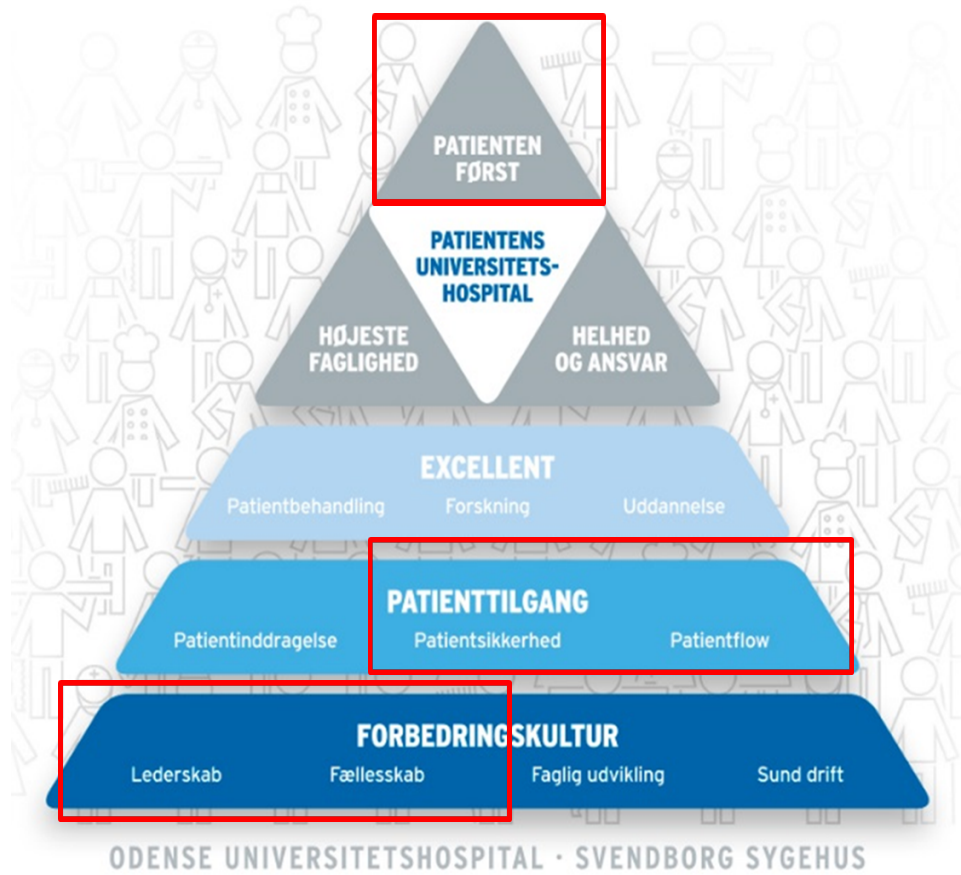 PATIENTEN
FØRST
PATIENTENS
UNIVERSITETS-
HOSPITAL
HØJESTE
FAGLIGHED
HELHED
OG ANSVAR
EXCELLENT
Patientbehandling Forskning Uddannelse
PATIENTTILGANG
Patientinddragelse Patientsikkerhed Patientflow
FORBEDRINGSKULTUR
Lederskab Fællesskab Faglig udvikling Sund drift
ODENSE UNIVERSITETSHOSPITAL · SVENDBORG SYGEHUS